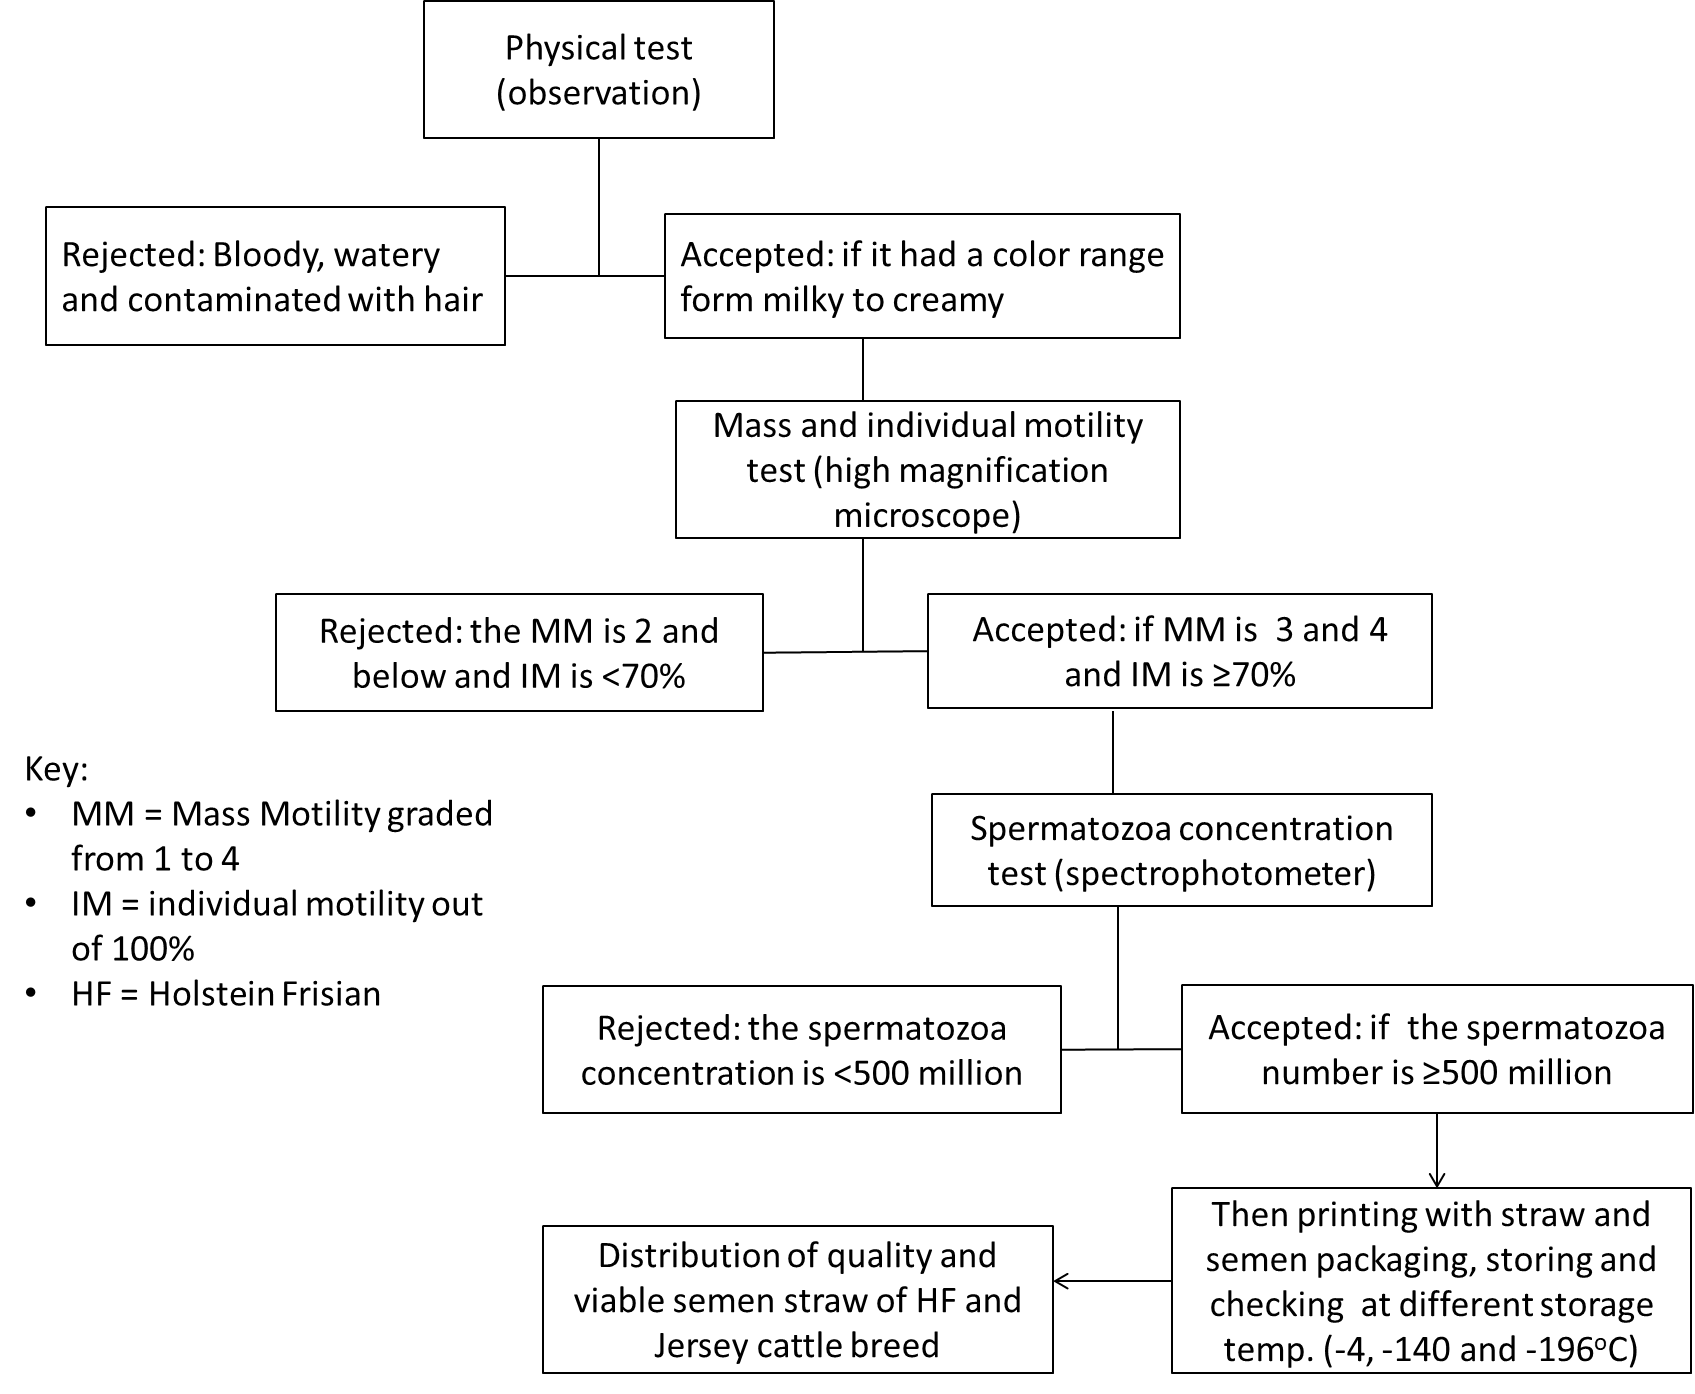 Physical test
(observation)
Rejected: Bloody, watery
and contaminated with hair
Accepted: if it had a color range
form milky to creamy
Mass and individual motility
test (high magnification
microscope)
Rejected: the MM is 2 and
below and IM is <70%
Accepted: if MM is 3 and 4
and IM is ≥70%
Key:
• MM = Mass Motility graded
from 1 to 4
• IM = individual motility out
of 100%
• HF = Holstein Frisian
Spermatozoa concentration
test (spectrophotometer)
Rejected: the spermatozoa
concentration is <500 million
Accepted: if the spermatozoa
number is ≥500 million
Then printing with straw and
semen packaging, storing and
checking at different storage
temp. (-4, -140 and -196ºC)
Distribution of quality and
viable semen straw of HF and
Jersey cattle breed